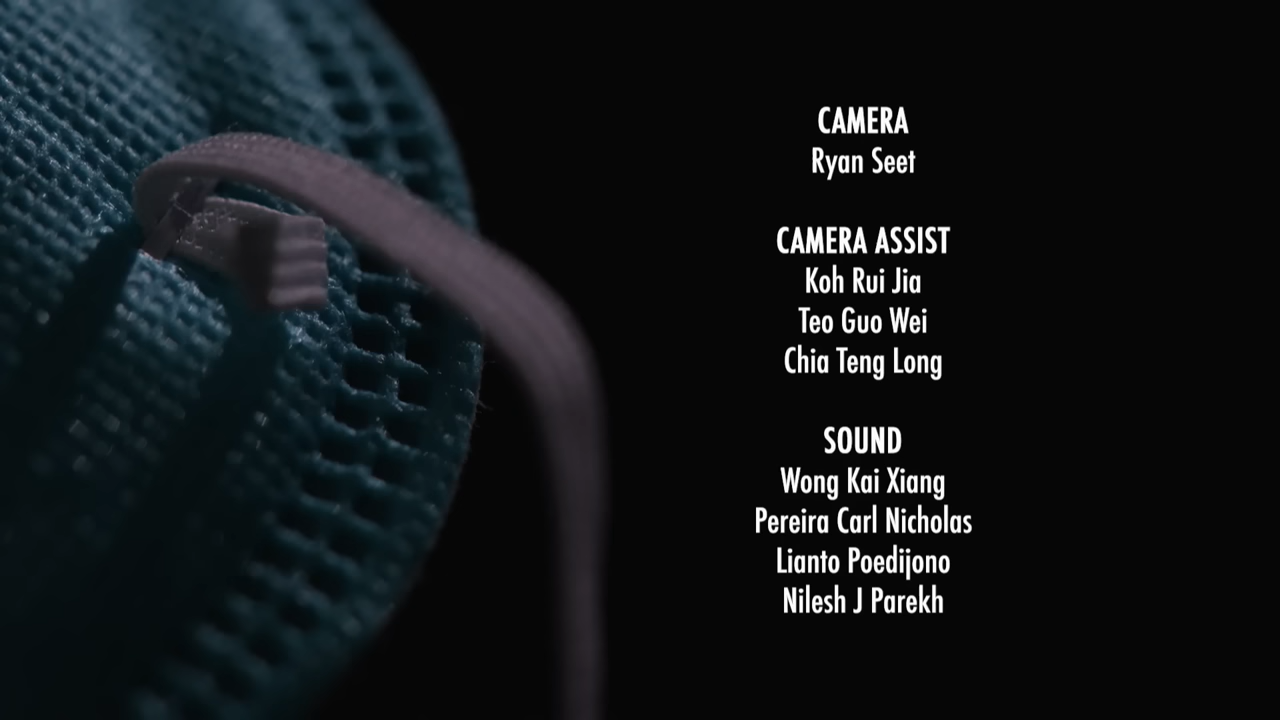 CAMERA
Ryan Seet
CAMERA ASSIST
Koh Rui Jia
Teo Guo Wei
Chia Teng Long
SOUND
Wong Kai Xiang
Pereira Carl Nicholas
Lianto Poedijono
Nilesh J Parekh